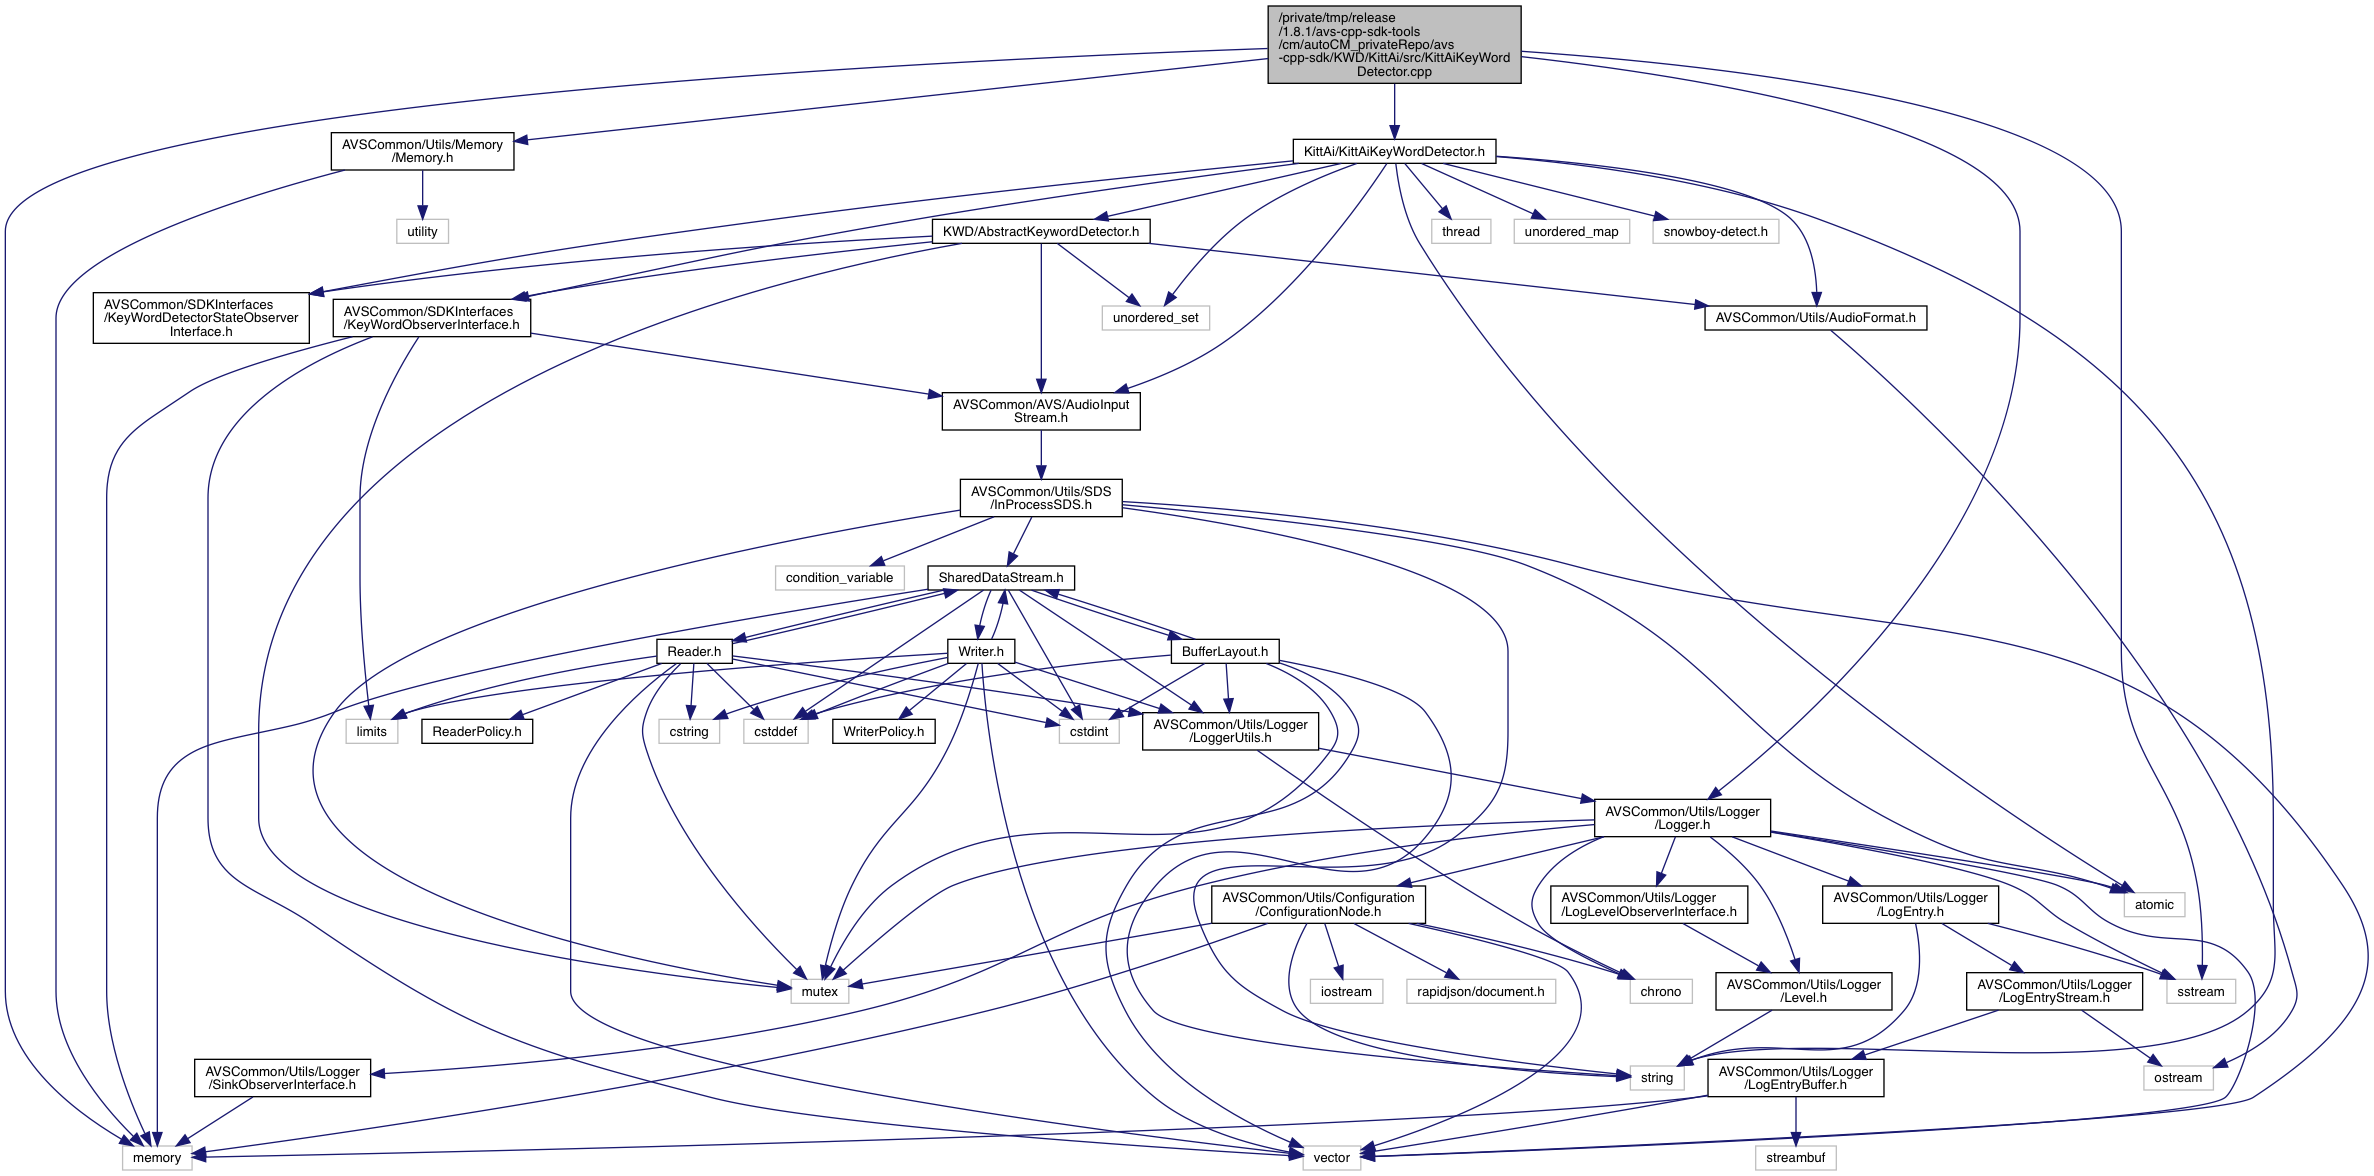 /private/tmp/release
/1.8.1/avs-cpp-sdk-tools
/cm/autoCM_privateRepo/avs
-cpp-sdk/KWD/KittAi/src/KittAiKeyWord
Detector.cpp
AVSCommon/Utils/Memory
/Memory.h
KittAi/KittAiKeyWordDetector.h
utility
KWD/AbstractKeywordDetector.h
thread
unordered_map
snowboy-detect.h
AVSCommon/SDKInterfaces
/KeyWordDetectorStateObserver
Interface.h
AVSCommon/SDKInterfaces
/KeyWordObserverInterface.h
unordered_set
AVSCommon/Utils/AudioFormat.h
AVSCommon/AVS/AudioInput
Stream.h
AVSCommon/Utils/SDS
/InProcessSDS.h
condition_variable
SharedDataStream.h
Reader.h
Writer.h
BufferLayout.h
limits
ReaderPolicy.h
cstring
cstddef
WriterPolicy.h
cstdint
AVSCommon/Utils/Logger
/LoggerUtils.h
AVSCommon/Utils/Logger
/Logger.h
AVSCommon/Utils/Configuration
/ConfigurationNode.h
AVSCommon/Utils/Logger
/LogLevelObserverInterface.h
AVSCommon/Utils/Logger
/LogEntry.h
atomic
mutex
iostream
rapidjson/document.h
chrono
AVSCommon/Utils/Logger
/Level.h
AVSCommon/Utils/Logger
/LogEntryStream.h
sstream
AVSCommon/Utils/Logger
/SinkObserverInterface.h
string
AVSCommon/Utils/Logger
/LogEntryBuffer.h
ostream
memory
vector
streambuf